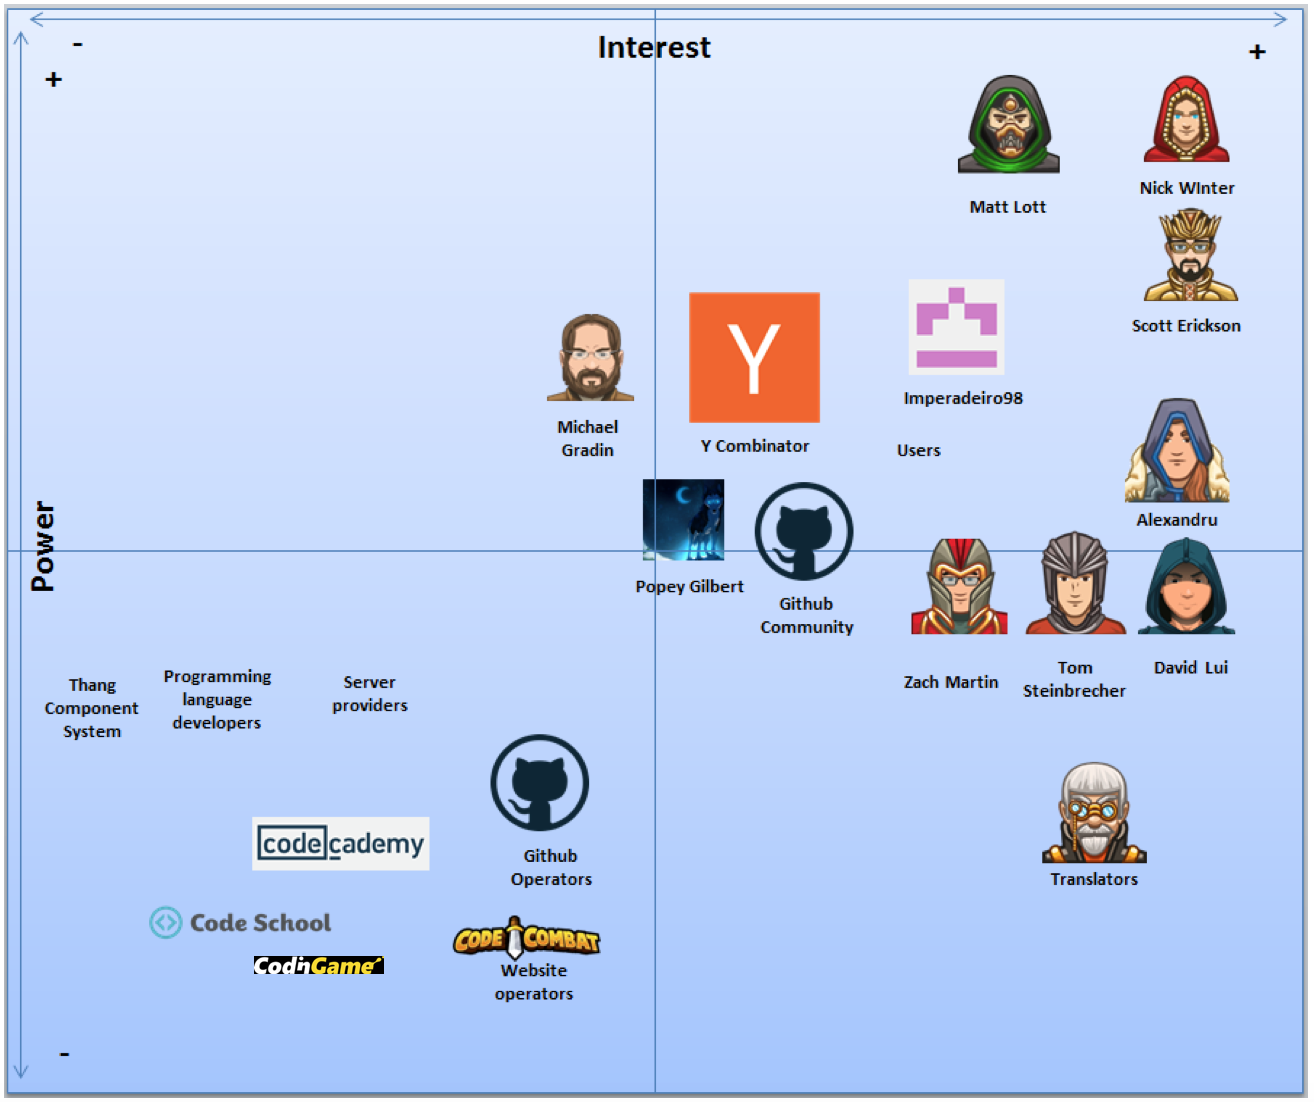 Interest
-
+
+
Nick WInter
Matt Lott
Scott Erickson
Y
Imperadeiro98
Michael
Gradin
Y Combinator
Users
Power
Alexandru
Popey Gilbert
Github
Community
Zach Martin
Tom
Steinbrecher
David Lui
Thang
Component
System
Programming
language
developers
Server
providers
codecademy
Github
Operators
Translators
Code School
CODE COMBAT
CodinGame
Website
operators
-